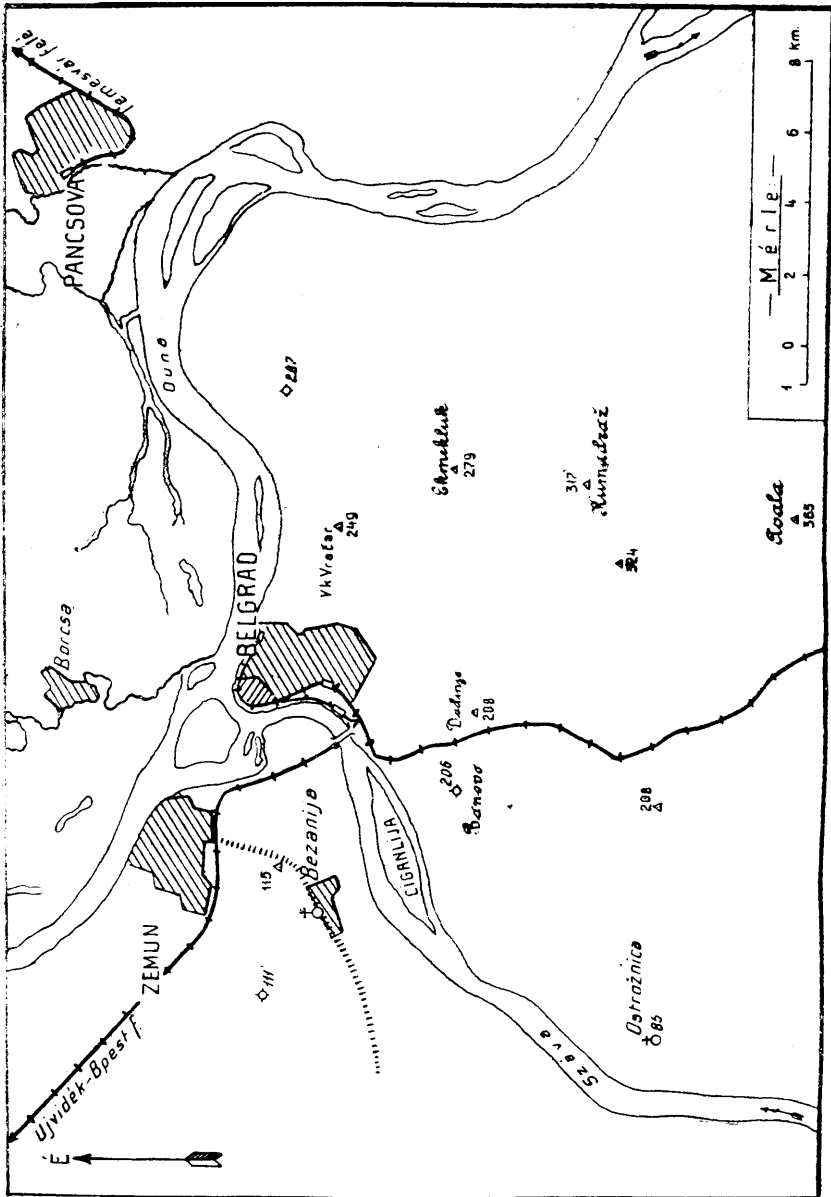 Temesvár felé
PANCSOVA
Borcsa
Duna
BELGRAD
287
Vk Vračar
249
Ekmekluk
279
317
Kumodraž
324
Avala
565
ZEMUN
Ujvidék-Bpest f.
É
115
Bezanija
111
CIGANLIJA
Dedinje
208
206
Banovo
208
Száva
Ostrožnica
85
Mérle:
1 0 2 4 6 8 km.